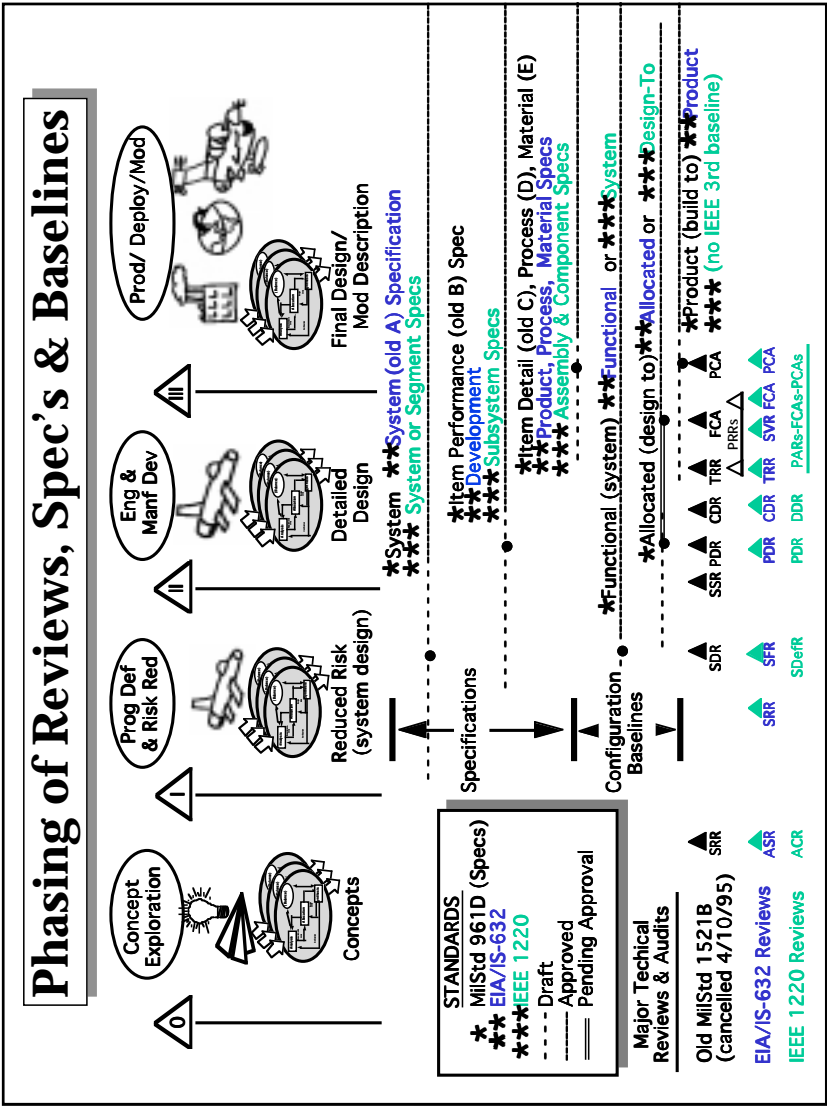 Phasing of Reviews, Spec's & Baselines
0
Concept
Exploration
I
Prog Def
& Risk Red
II
Eng &
Manf Dev
III
Prod/ Deploy/Mod
Concepts
Reduced Risk
(system design)
Detailed
Design
Final Design/
Mod Description
*System **System (old A) Specification
*** System or Segment Specs
*Item Performance (old B) Spec
**Development
*** Subsystem Specs
*Item Detail (old C), Process (D), Material (E)
**Product, Process, Material Specs
*** Assembly & Component Specs
Specifications
*Functional (system) **Functional or ***System
*Allocated (design to)**Allocated or ***Design-To
*Product (build to) **Product
*** (no IEEE 3rd baseline)
Configuration
Baselines
STANDARDS
* MilStd 961D (Specs)
** EIA/IS-632
***IEEE 1220
Draft
Approved
Pending Approval
Major Techical
Reviews & Audits
Old MilStd 1521B
(cancelled 4/10/95)
SRR SDR SSR PDR CDR TRR FCA PCA
PRRs
EIA/IS-632 Reviews
ASR SRR SFR PDR CDR TRR SVR FCA PCA
IEEE 1220 Reviews
ACR SDefR PDR DDR PARs-FCAs-PCAs